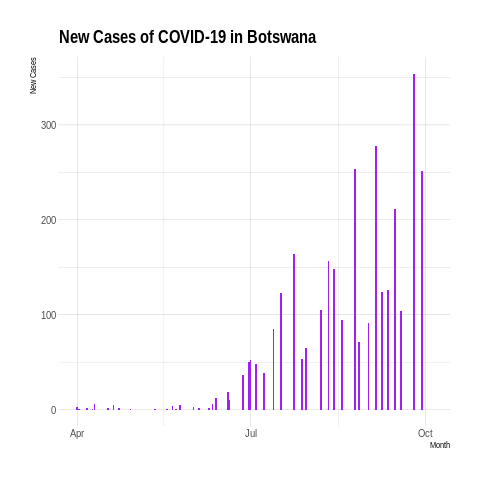 New Cases of COVID-19 in Botswana
New Cases
300
200
100
0
Apr
Jul
Oct
Month